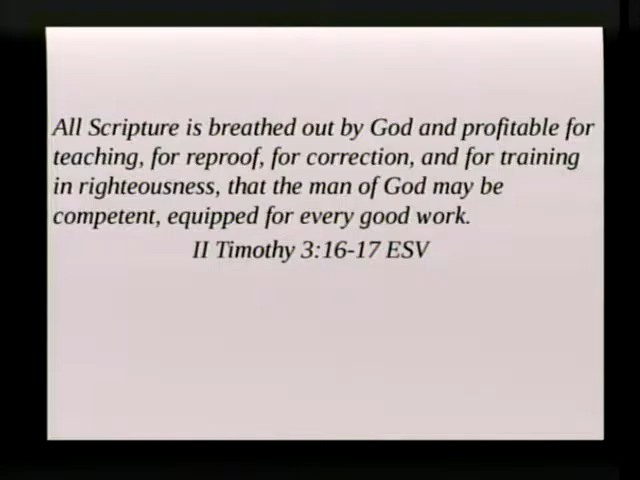 All Scripture is breathed out by God and profitable for
teaching, for reproof, for correction, and for training
in righteousness, that the man of God may be
competent, equipped for every good work.
II Timothy 3:16-17 ESV